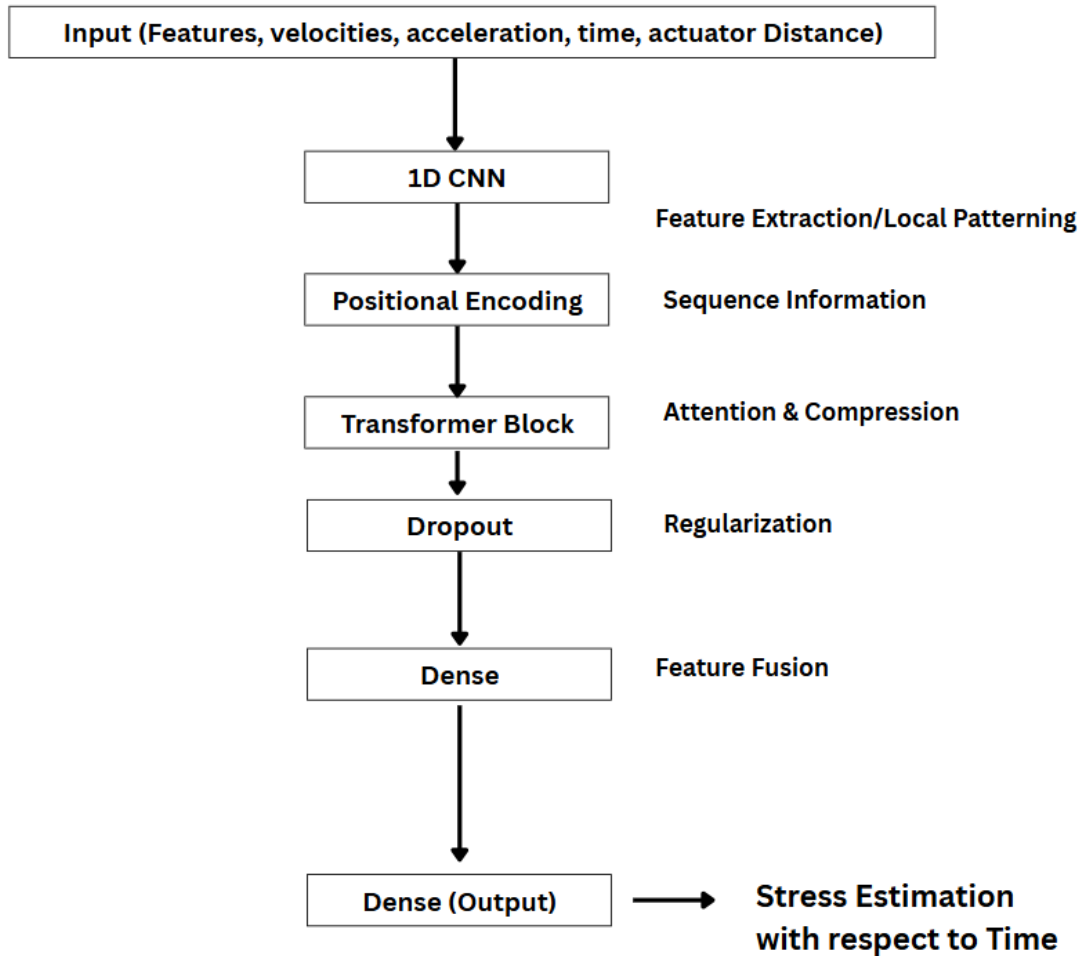 Input (Features, velocities, acceleration, time, actuator Distance)
1D CNN
Feature Extraction/Local Patterning
Positional Encoding
Sequence Information
Transformer Block
Attention & Compression
Dropout
Regularization
Dense
Feature Fusion
Dense (Output)
Stress Estimation
with respect to Time